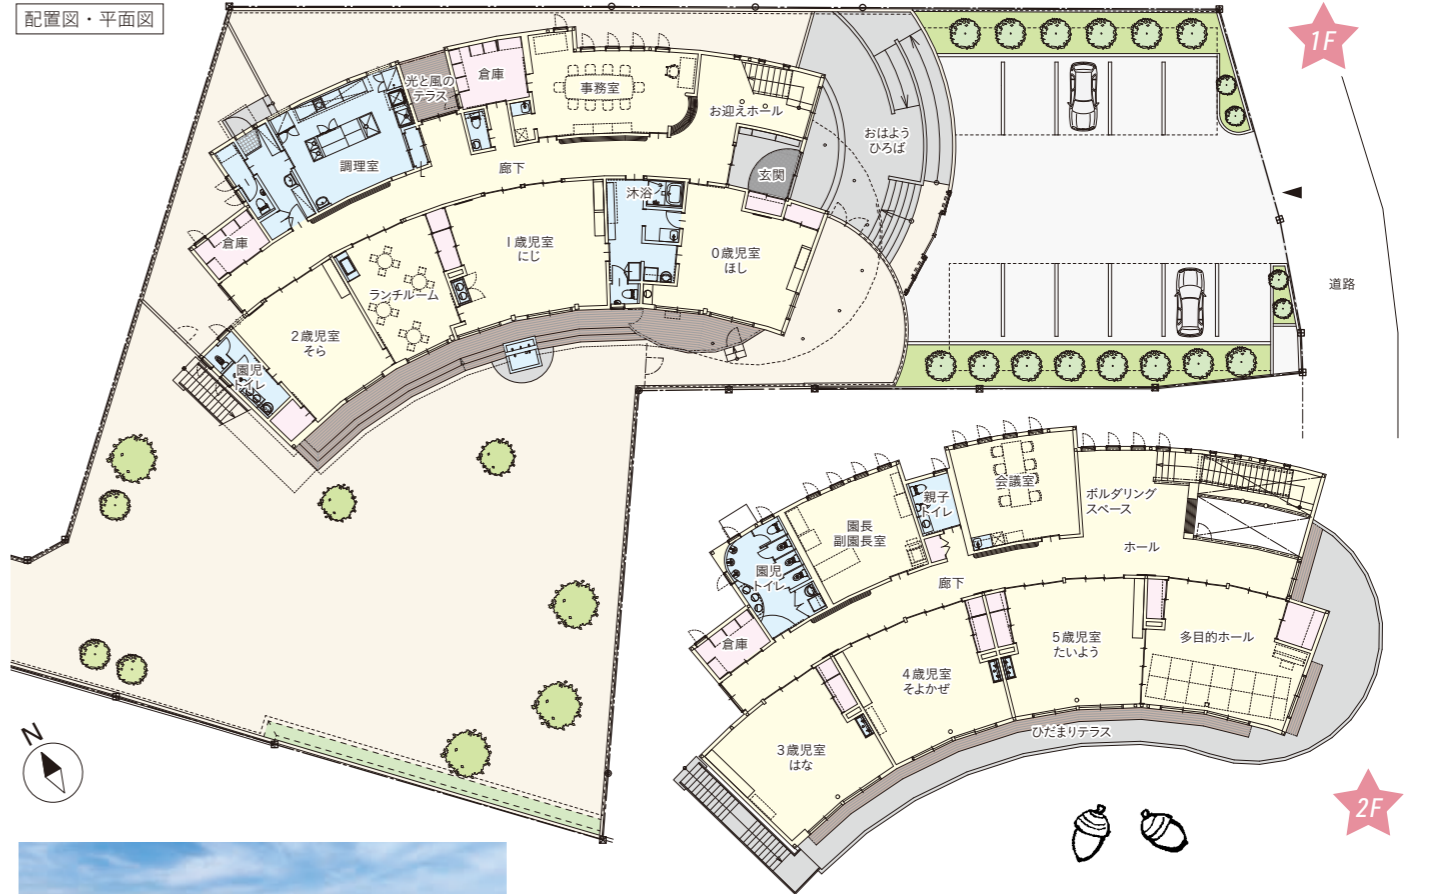 配置図・平面図
1F
光と風の
テラス
倉庫
事務室
お迎えホール
おはよう
ひろば
調理室
廊下
沐浴
玄関
倉庫
1歳児室
にじ
0歳児室
ほし
ランチルーム
2歳児室
そら
園児
トイレ
道路
会議室
ボルダリング
スペース
親子
トイレ
園長
副園長室
ホール
園児
トイレ
廊下
倉庫
5歳児室
たいよう
多目的ホール
4歳児室
そよかぜ
3歳児室
はな
ひだまりテラス
N
2F